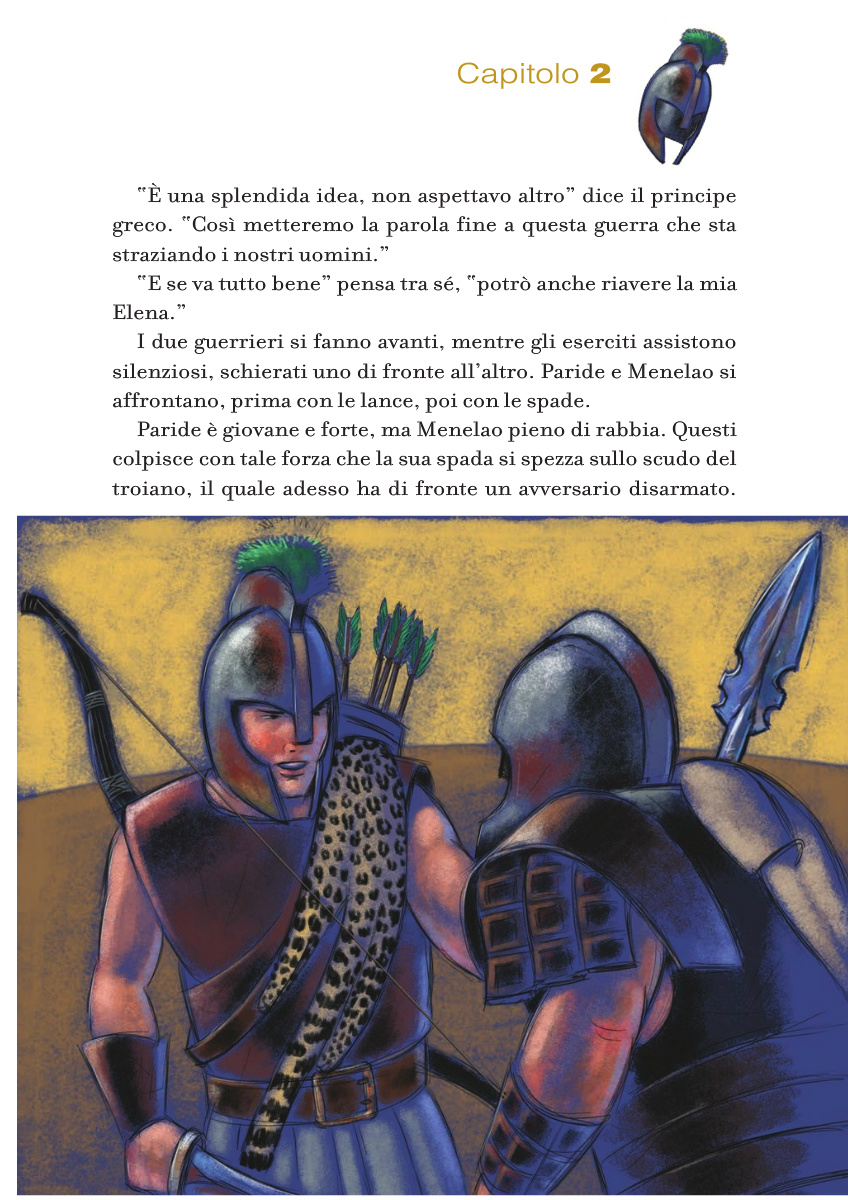 Capitolo 2
"È una splendida idea, non aspettavo altro" dice il principe
greco. "Così metteremo la parola fine a questa guerra che sta
straziando i nostri uomini."
"E se va tutto bene" pensa tra sé, "potrò anche riavere la mia
Elena."
I due guerrieri si fanno avanti, mentre gli eserciti assistono
silenziosi, schierati uno di fronte all'altro. Paride e Menelao si
affrontano, prima con le lance, poi con le spade.
Paride è giovane e forte, ma Menelao pieno di rabbia. Questi
colpisce con tale forza che la sua spada si spezza sullo scudo del
troiano, il quale adesso ha di fronte un avversario disarmato.